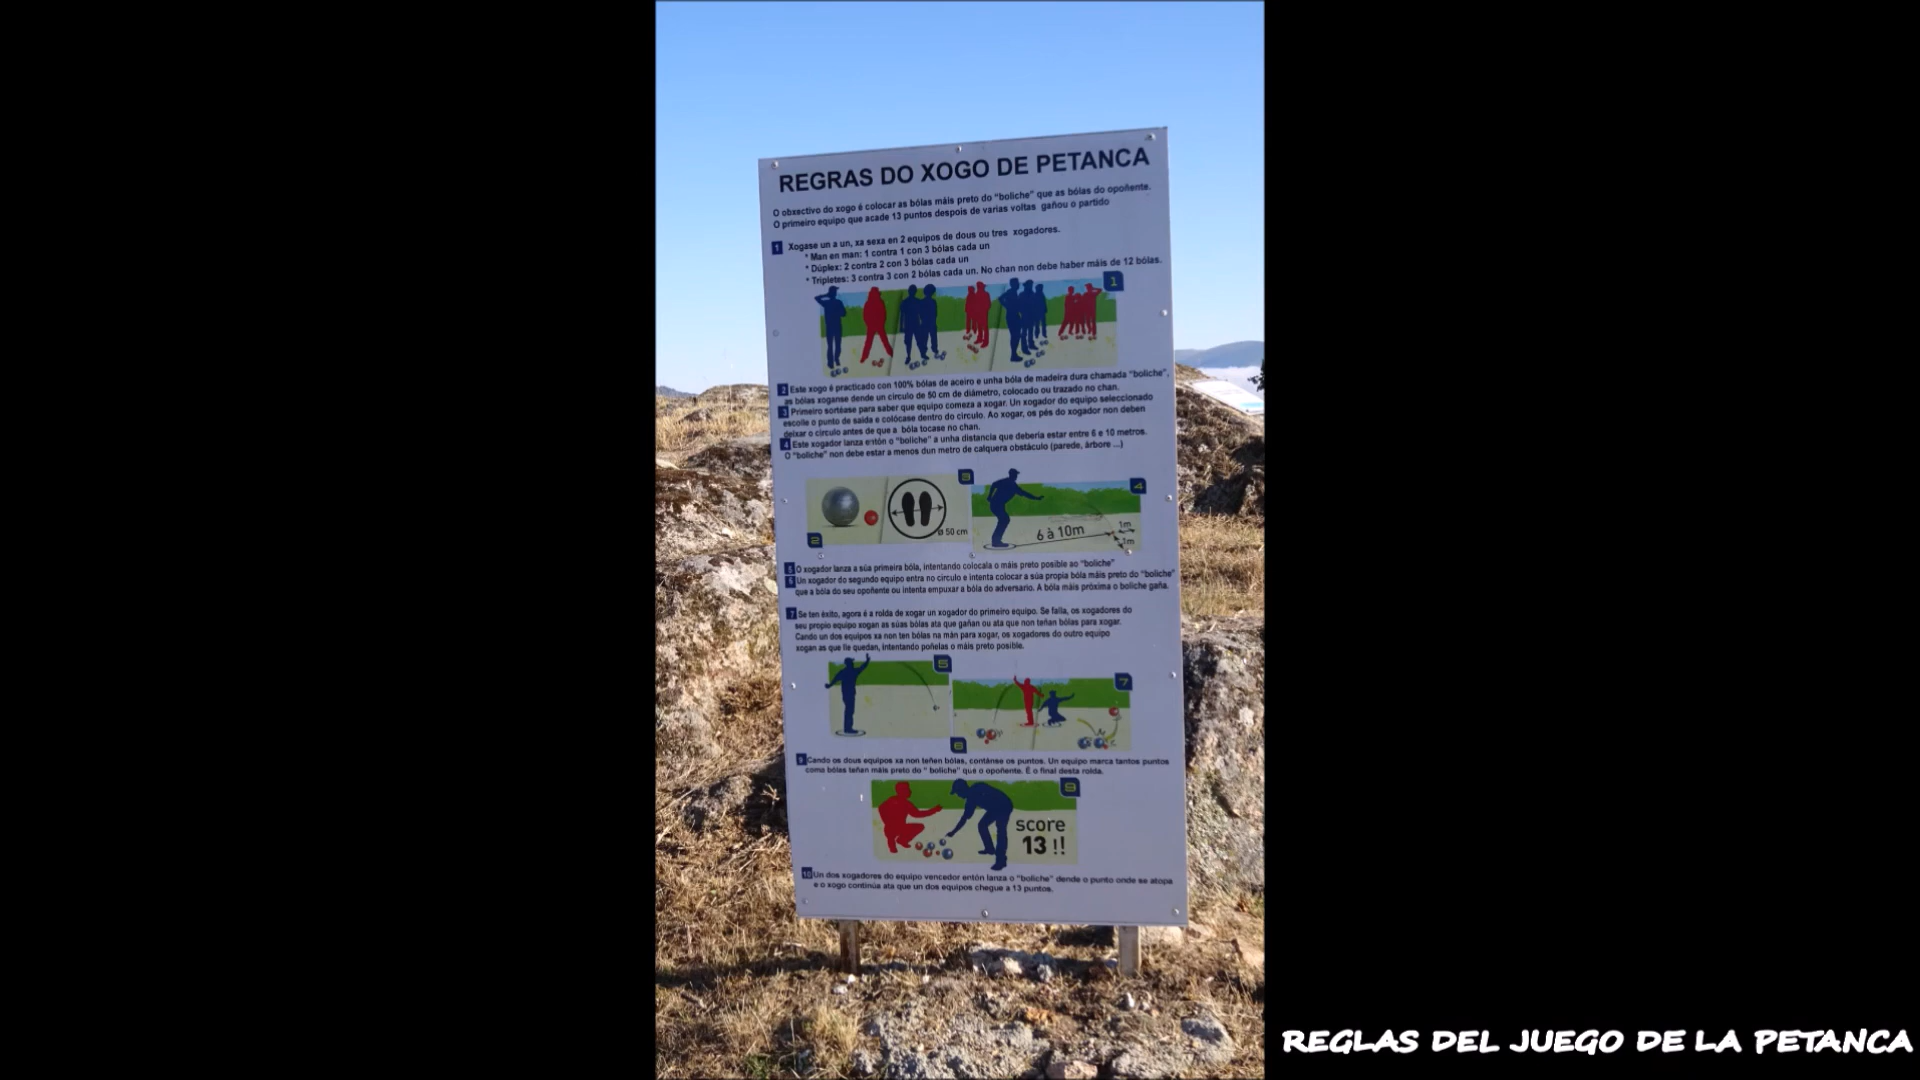 REGRAS DO XOGO DE PETANCA
O obxactivo do xogo é colocar as bólas máis preto do "boliche" que as bólas do opoñente.
O primeiro equipo que acade 13 puntos despois de varias voltas gañou o partido
1 Xogase un a un, xa sexa en 2 equipos de dous ou tres xogadores.
* Man en man: 1 contra 1 con 3 bólas cada un
* Dúplex: 2 contra 2 con 3 bólas cada un
* Tripletes: 3 contra 3 con 2 bólas cada un. No chan non debe haber máis de 12 bólas.
1
2 Este xogo é practicado con 100% bólas de aceiro e unha bóla de madeira dura chamada "boliche",
as bólas xoganse dende un circulo de 50 cm de diámetro, colocado ou trazado no chan.
3 Primeiro sortéase para saber que equipo comeza a xogar. Un xogador do equipo seleccionado
escolle o punto de saida e colócase dentro do circulo. Ao xogar, os pés do xogador non deben
deixar o circulo antes de que a bóla tocase no chan.
4 Este xogador lanza entón o "boliche" a unha distancia que deberia estar entre 6 e 10 metros.
O "boliche" non debe estar a menos dun metro de calquera obstáculo (parede, árbore ...)
3
4
1m
6 à 10m
ø 50 cm
1m
2
5 O xogador lanza a súa primeira bóla, intentando colocala o máis preto posible ao "boliche"
6 Un xogador do segundo equipo entra no circulo e intenta colocar a súa propia bóla máis preto do "boliche"
que a bóla do seu opoñente ou intenta empuxar a bóla do adversario. A bóla máis próxima o boliche gaña.
7 Se ten éxito, agora é a rolda de xogar un xogador do primeiro equipo. Se falla, os xogadores do
seu propio equipo xogan as súas bólas ata que gañan ou ata que non teñan bólas para xogar.
Cando un dos equipos xa non ten bólas na mán para xogar, os xogadores do outro equipo
xogan as que lle quedan, intentando poñelas o máis preto posible.
5
7
6
9 Cando os dous equipos xa non teñen bólas, contánse os puntos. Un equipo marca tantos puntos
como bólas teñan máis preto do " boliche" que o opoñente. É o final desta rolda.
9
score
13 !!
10 Un dos xogadores do equipo vencedor entón lanza o "boliche" dende o punto onde se atopa
e o xogo continúa ata que un dos equipos chegue a 13 puntos.
REGLAS DEL JUEGO DE LA PETANCA